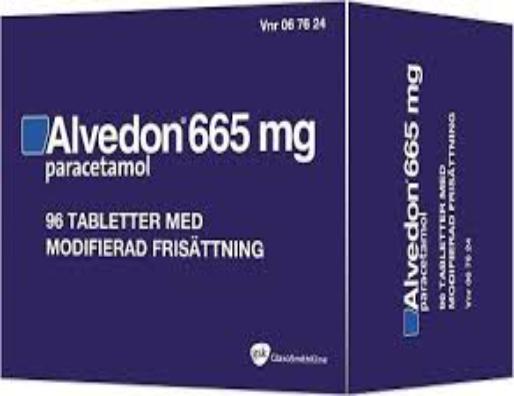 Vnr 06 76 24
Alvedon® 665 mg
paracetamol
96 TABLETTER MED
MODIFIERAD FRISÄTTNING
gsk GlaxoSmithKline
Alvedon® 665 mg
paracetamol
96 TABLETTER MED
MODIFIERAD FRISÄTTNING
Vnr 06 76 24